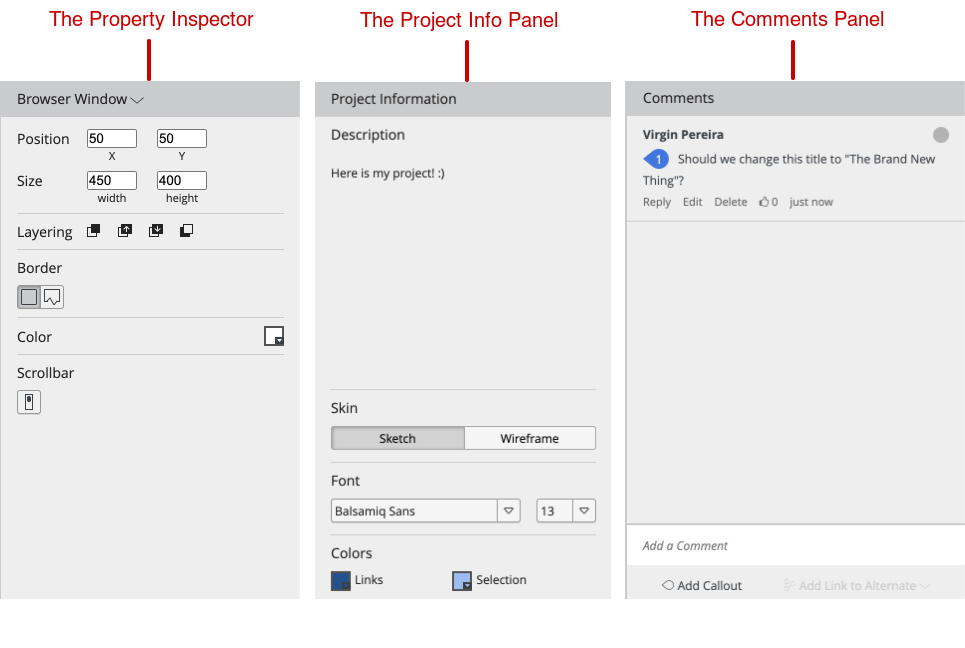 The Property Inspector
The Project Info Panel
The Comments Panel
Browser Window
Position 50 50
X Y
Size 450 400
width height
Layering
Border
Color
Scrollbar
Project Information
Description
Here is my project! :)
Skin
Sketch Wireframe
Font
Balsamiq Sans 13
Colors
Links Selection
Comments
Virgin Pereira
1 Should we change this title to "The Brand New
Thing"?
Reply Edit Delete 0 just now
Add a Comment
Add Callout Add Link to Alternate